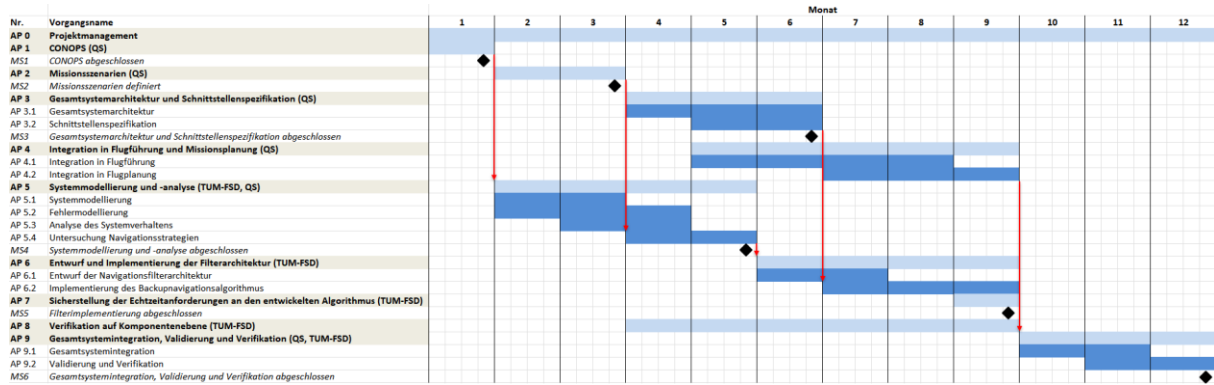 Monat
Nr. Vorgangsname 1 2 3 4 5 6 7 8 9 10 11 12
AP 0 Projektmanagement
AP 1 CONOPS (QS)
MS1 CONOPS abgeschlossen
AP 2 Missionsszenarien (QS)
MS2 Missionsszenarien definiert
AP 3 Gesamtsystemarchitektur und Schnittstellenspezifikation (QS)
AP 3.1 Gesamtsystemarchitektur
AP 3.2 Schnittstellenspezifikation
MS3 Gesamtsystemarchitektur und Schnittstellenspezifikation abgeschlossen
AP 4 Integration in Flugführung und Missionsplanung (QS)
AP 4.1 Integration in Flugführung
AP 4.2 Integration in Flugplanung
AP 5 Systemmodellierung und -analyse (TUM-FSD, QS)
AP 5.1 Systemmodellierung
AP 5.2 Fehlermodellierung
AP 5.3 Analyse des Systemverhaltens
AP 5.4 Untersuchung Navigationsstrategien
MS4 Systemmodellierung und -analyse abgeschlossen
AP 6 Entwurf und Implementierung der Filterarchitektur (TUM-FSD)
AP 6.1 Entwurf der Navigationsfilterarchitektur
AP 6.2 Implementierung des Backupnavigationsalgorithmus
AP 7 Sicherstellung der Echtzeitanforderungen an den entwickelten Algorithmus (TUM-FSD)
MS5 Filterimplementierung abgeschlossen
AP 8 Verifikation auf Komponentenebene (TUM-FSD)
AP 9 Gesamtsystemintegration, Validierung und Verifikation (QS, TUM-FSD)
AP 9.1 Gesamtsystemintegration
AP 9.2 Validierung und Verifikation
MS6 Gesamtsystemintegration, Validierung und Verifikation abgeschlossen